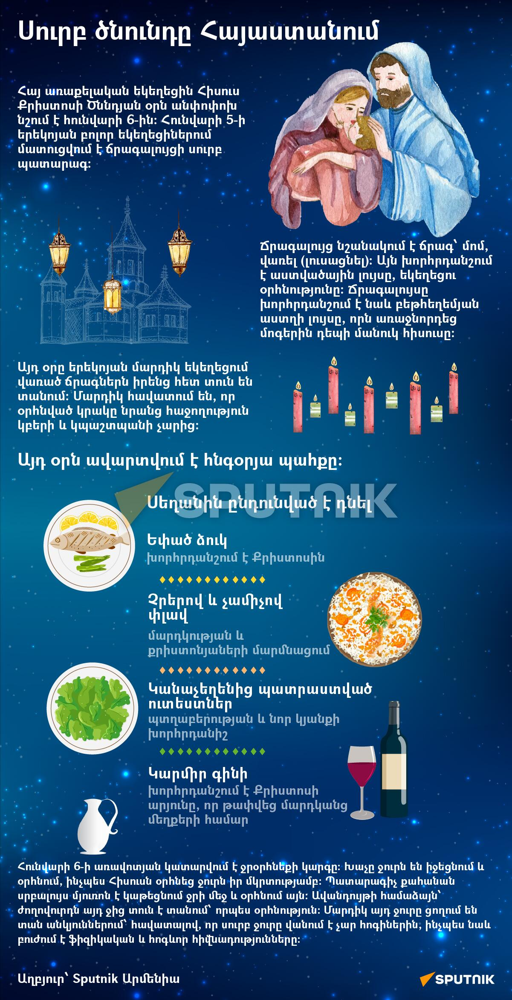 Սուրբ ծնունդը Հայաստանում
Հայ առաքելական եկեղեցին Հիսուս
Քրիստոսի Ծննդյան օրն անփոփոխ
նշում է հունվարի 6-ին: Հունվարի 5-ի
երեկոյան բոլոր եկեղեցիներում
մատուցվում է ճրագալույցի սուրբ
պատարագ:
Ճրագալույց նշանակում է ճրագ՝ մոմ,
վառել (լուսացնել): Այն խորհրդանշում
է աստվածային լույսը, եկեղեցու
օրհնությունը: Ճրագալույսը
խորհրդանշում է նաև բեթհեղեմյան
աստղի լույսը, որն առաջնորդեց
մոգերին դեպի մանուկ հիսուսը:
Այդ օրը երեկոյան մարդիկ եկեղեցում
վառած ճրագներն իրենց հետ տուն են
տանում: Մարդիկ հավատում են, որ
օրհնված կրակը նրանց հաջողություն
կբերի և կպաշտպանի չարից:
Այդ օրն ավարտվում է հնգօրյա պահքը:
SPUTNIK
Սեղանին ընդունված է դնել
Եփած ձուկ
խորհրդանշում է Քրիստոսին
Չրերով և չամիչով
փլավ
մարդկության և
քրիստոնյաների մարմնացում
Կանաչեղենից պատրաստված
ուտեստներ
պտղաբերության և նոր կյանքի
խորհրդանիշ
Կարմիր գինի
խորհրդանշում է Քրիստոսի
արյունը, որ թափվեց մարդկանց
մեղքերի համար
Հունվարի 6-ի առավոտյան կատարվում է ջրօրհնեքի կարգը: Խաչը ջուրն են իջեցնում և
օրհնում, ինչպես Հիսուսն օրհնեց ջուրն իր մկրտությամբ: Պատարագիչ քահանան
սրբալույս մյուռոն է կաթեցնում ջրի մեջ և օրհնում այն: Ավանդույթի համաձայն՝
ժողովուրդն այդ ջից տուն է տանում՝ որպես օրհնություն: Մարդիկ այդ ջուրը ցողում են
տան անկյուններում՝ հավատալով, որ սուրբ ջուրը վանում է չար հոգիներին, ինչպես նաև
բուժում է ֆիզիկական և հոգևոր հիվխադությունները:
Աղբյուր՝ Sputnik Արմենիա
SPUTNIK